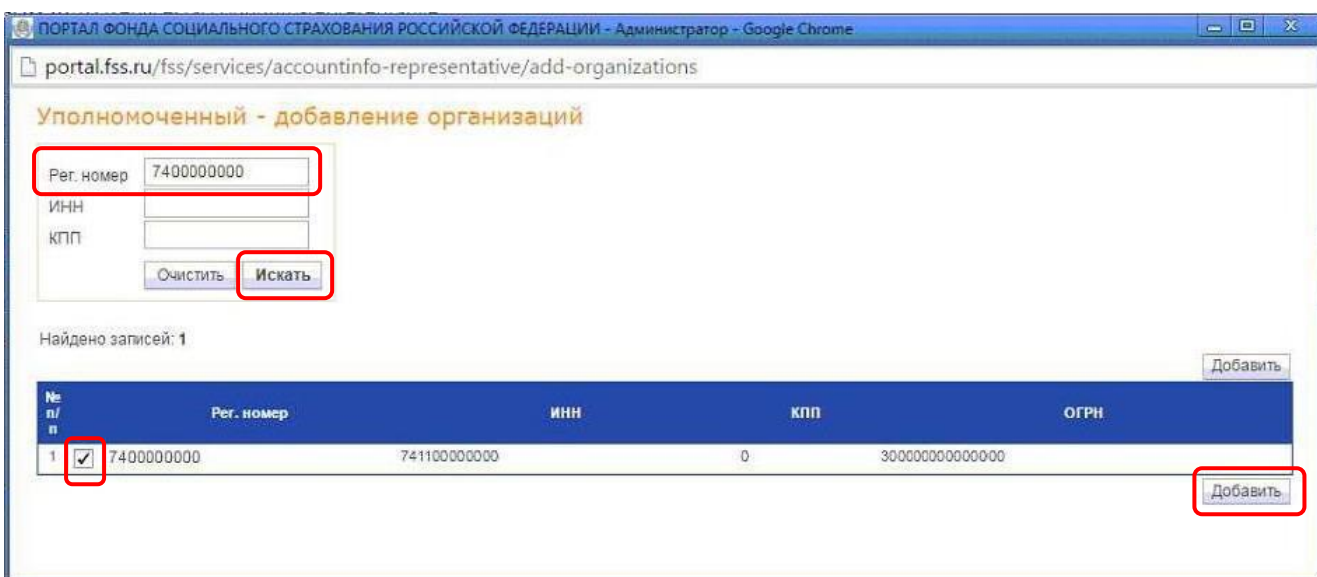 ПОРТАЛ ФОНДА СОЦИАЛЬНОГО СТРАХОВАНИЯ РОССИЙСКОЙ ФЕДЕРАЦИИ - Администратор - Google Chrome
portal.fss.ru/fss/services/accountinfo-representative/add-organizations
Уполномоченный - добавление организаций
Рег. номер 7400000000
ИНН
КПП
Очистить Искать
Найдено записей: 1
Добавить
№ п/п Рег. номер ИНН КПП ОГРН
1 7400000000 741100000000 0 300000000000000
Добавить